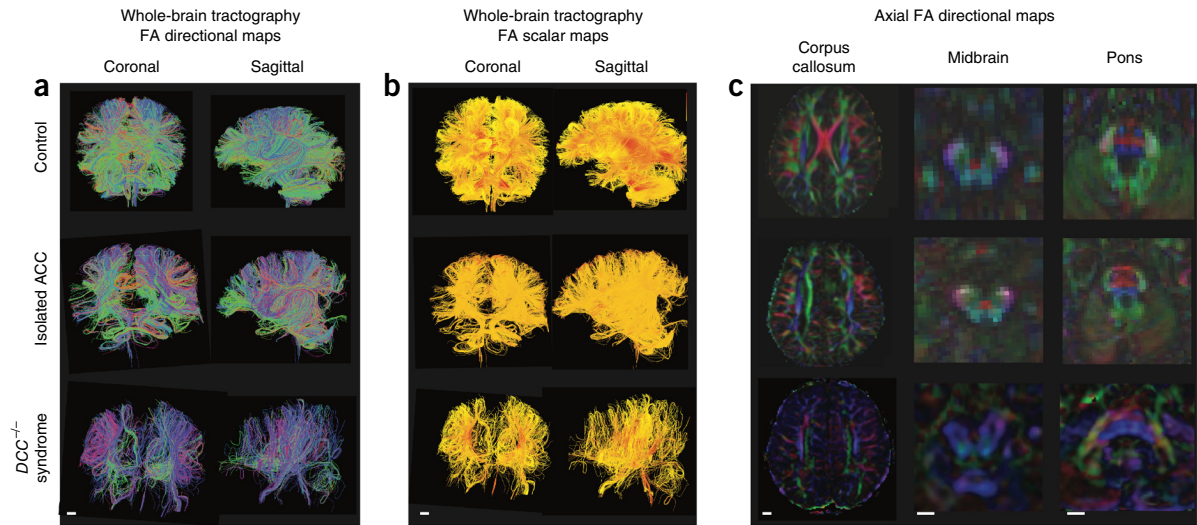 Whole-brain tractography
FA directional maps
Whole-brain tractography
FA scalar maps
Axial FA directional maps
Coronal
Sagittal
Coronal
Sagittal
Corpus
callosum
Midbrain
Pons
a
b
c
Control
Isolated ACC
DCC–/–
syndrome